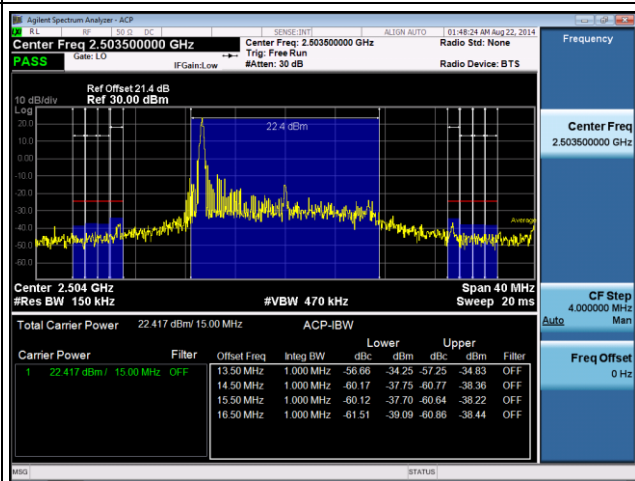 Agilent Spectrum Analyzer - ACP
RL RF 50 Ω DC SENSE:INT ALIGN AUTO 01:48:24 AM Aug 22, 2014
Center Freq 2.503500000 GHz
Center Freq: 2.503500000 GHz
Radio Std: None
PASS
Gate: LO
IFGain:Low
Trig: Free Run
#Atten: 30 dB
Radio Device: BTS
Ref Offset 21.4 dB
10 dB/div Ref 30.00 dBm
Log
20.0
10.0
0.00
-10.0
-20.0
-30.0
-40.0
-50.0
-60.0
22.4 dBm
Average
Center 2.504 GHz
Span 40 MHz
#Res BW 150 kHz
#VBW 470 kHz
Sweep 20 ms
Total Carrier Power 22.417 dBm/ 15.00 MHz
ACP-IBW
Lower Upper
Carrier Power Filter
Offset Freq Integ BW dBc dBm dBc dBm Filter
1 22.417 dBm / 15.00 MHz OFF
13.50 MHz 1.000 MHz -56.66 -34.25 -57.25 -34.83 OFF
14.50 MHz 1.000 MHz -60.17 -37.75 -60.77 -38.36 OFF
15.50 MHz 1.000 MHz -60.12 -37.70 -60.64 -38.22 OFF
16.50 MHz 1.000 MHz -61.51 -39.09 -60.86 -38.44 OFF
MSG
STATUS
Frequency
Center Freq
2.503500000 GHz
CF Step
4.000000 MHz
Auto Man
Freq Offset
0 Hz